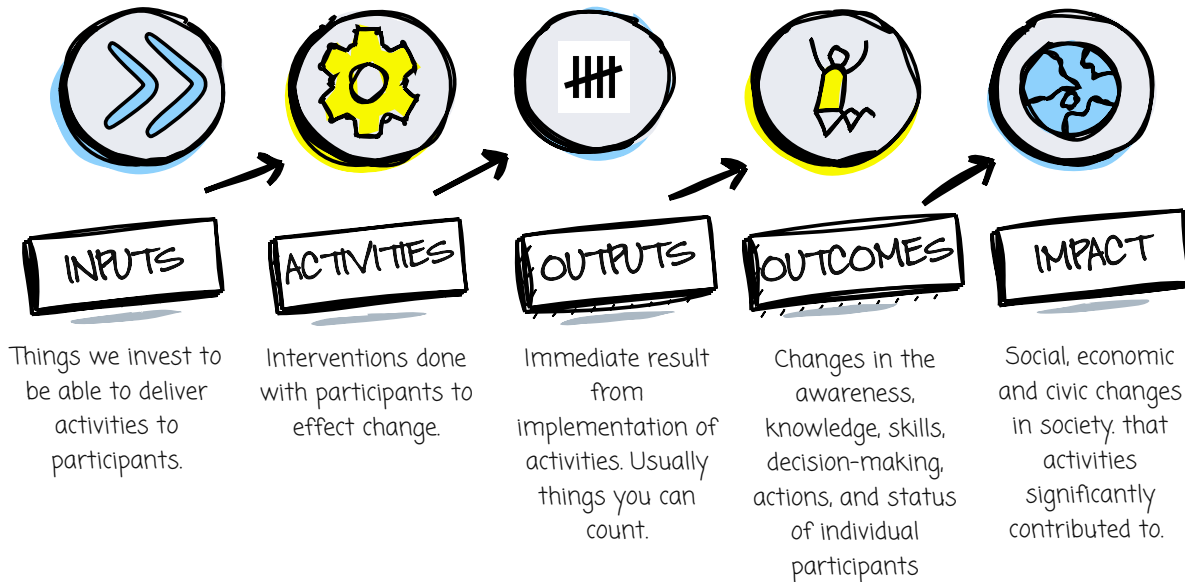 INPUTS
Things we invest to
be able to deliver
activities to
participants.
ACTIVITIES
Interventions done
with participants to
effect change.
OUTPUTS
Immediate result
from
implementation of
activities. Usually
things you can
count.
OUTCOMES
Changes in the
awareness,
knowledge, skills,
decision-making,
actions, and status
of individual
participants
IMPACT
Social, economic
and civic changes
in society. that
activities
significantly
contributed to.